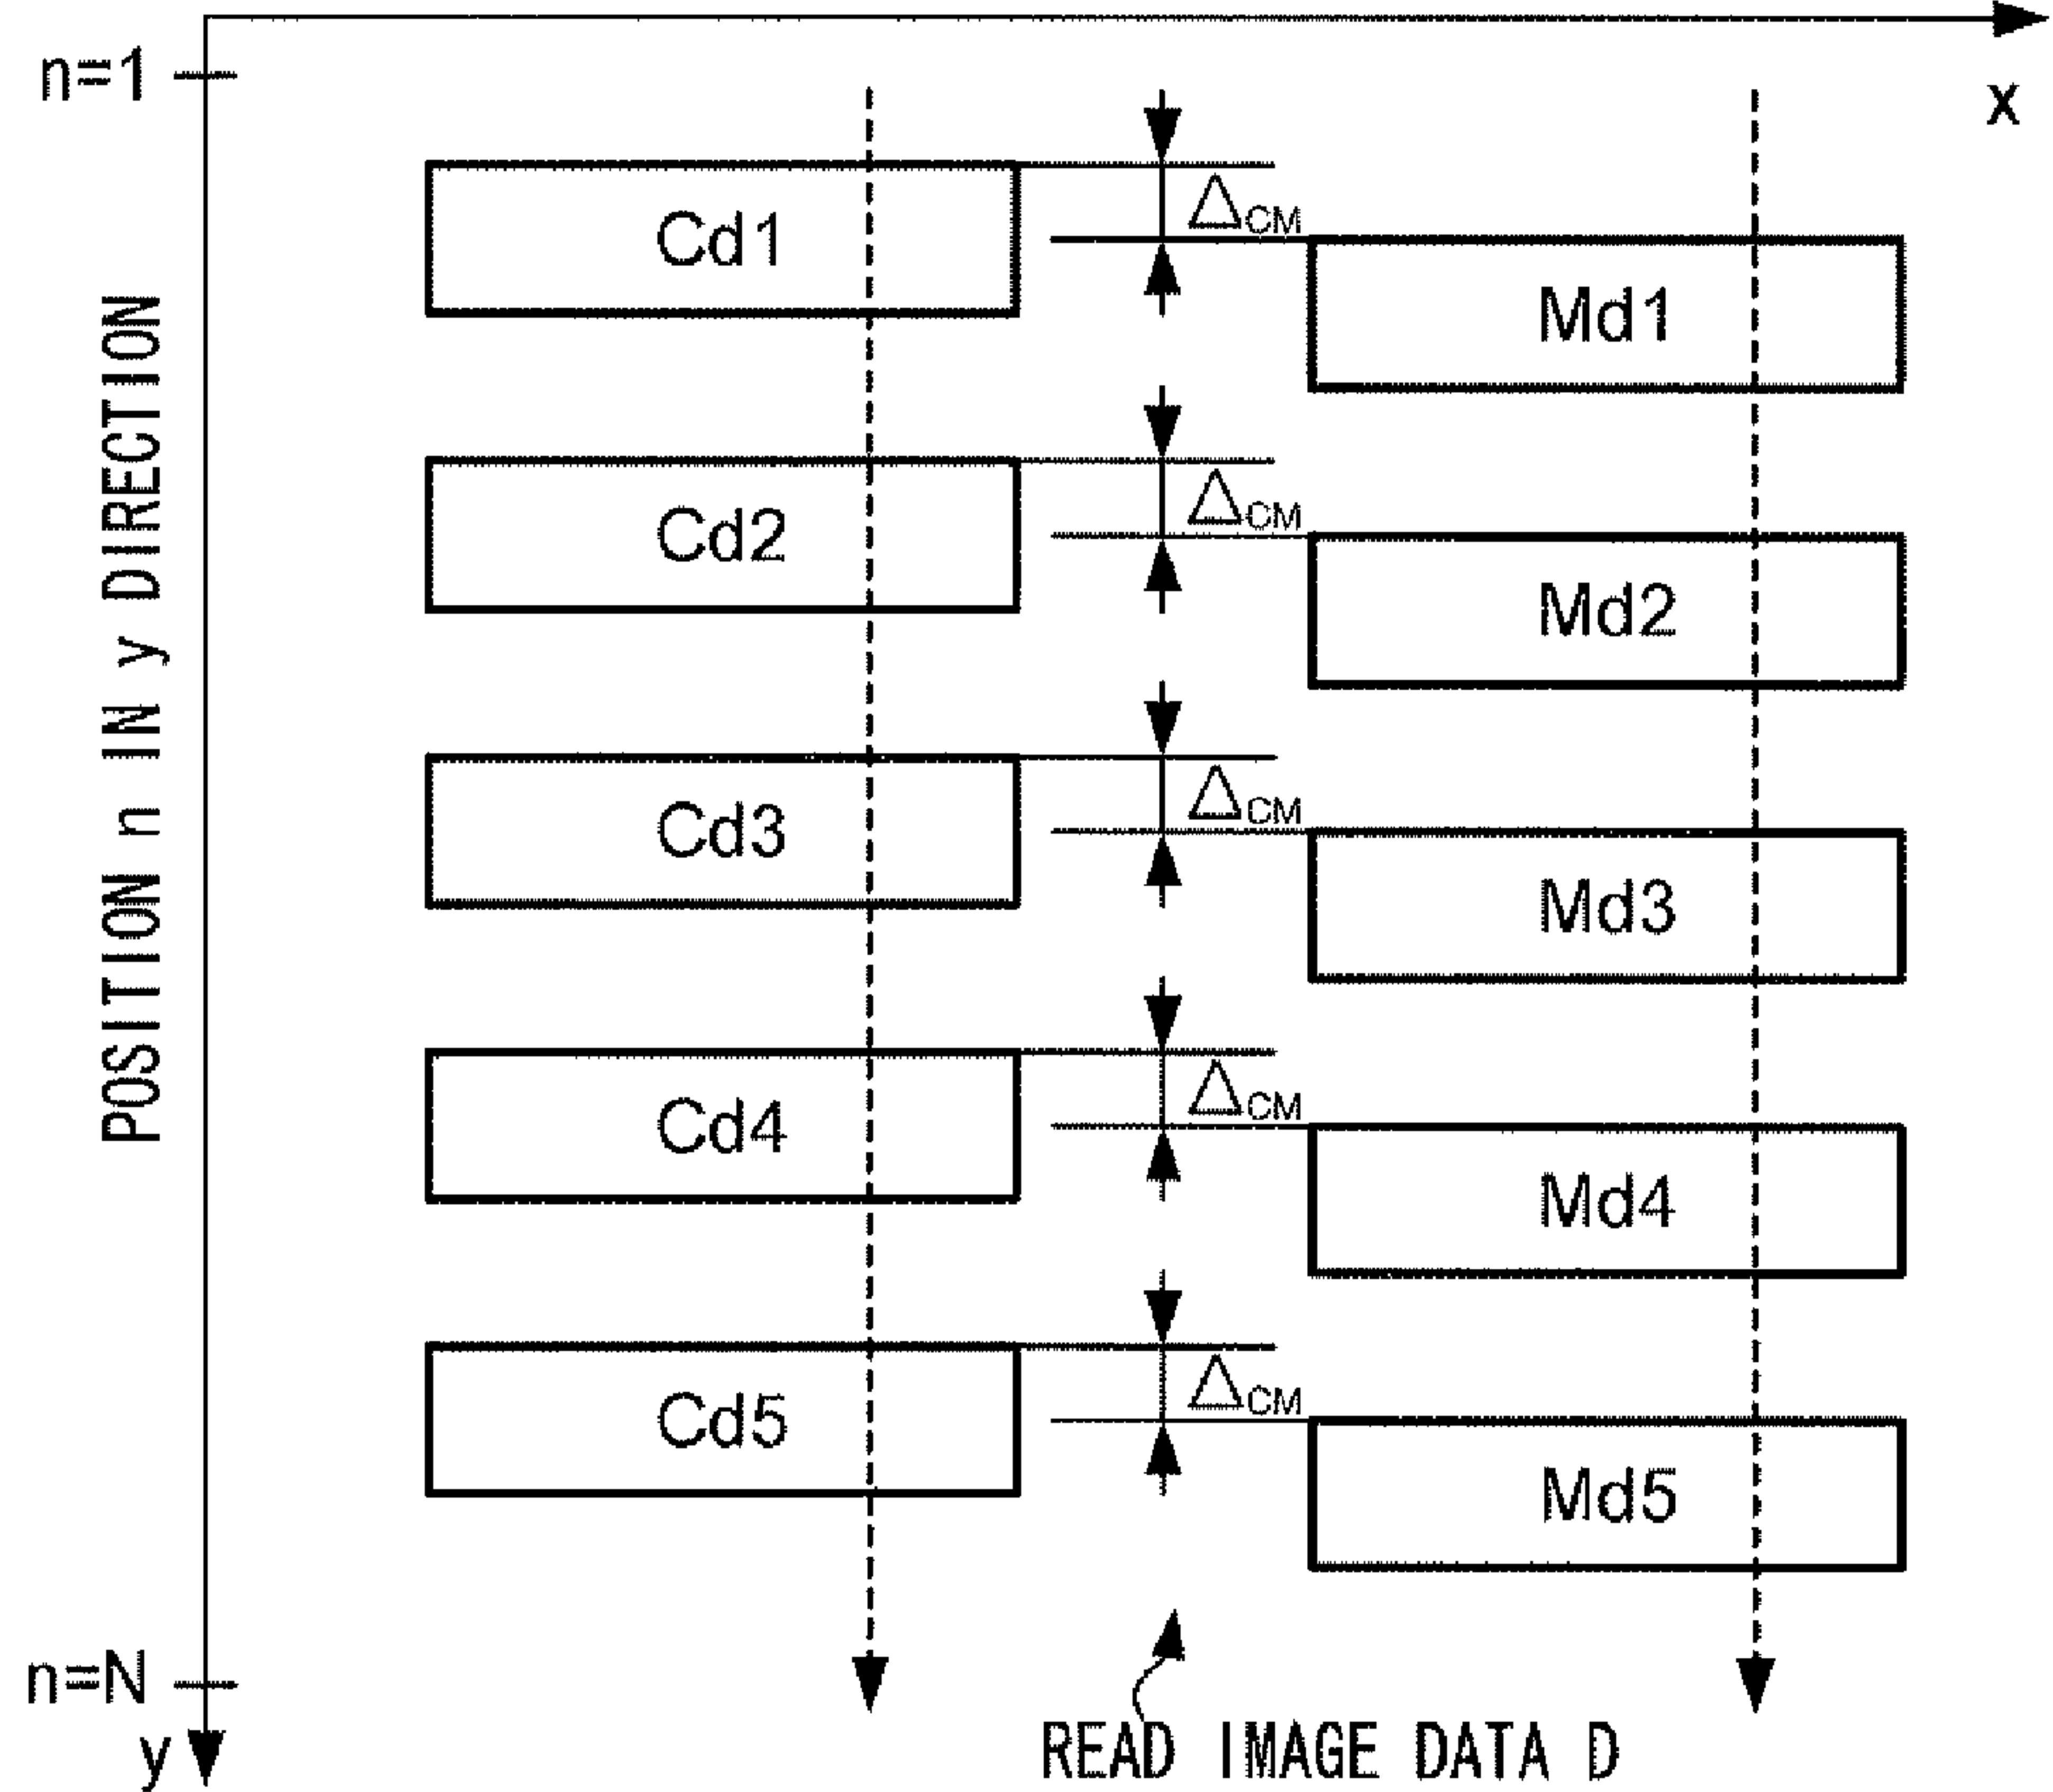 x
n=1
POSITION n IN y DIRECTION
Cd1
ΔCM
Md1
Cd2
ΔCM
Md2
Cd3
ΔCM
Md3
Cd4
ΔCM
Md4
Cd5
ΔCM
Md5
n=N
y
READ IMAGE DATA D